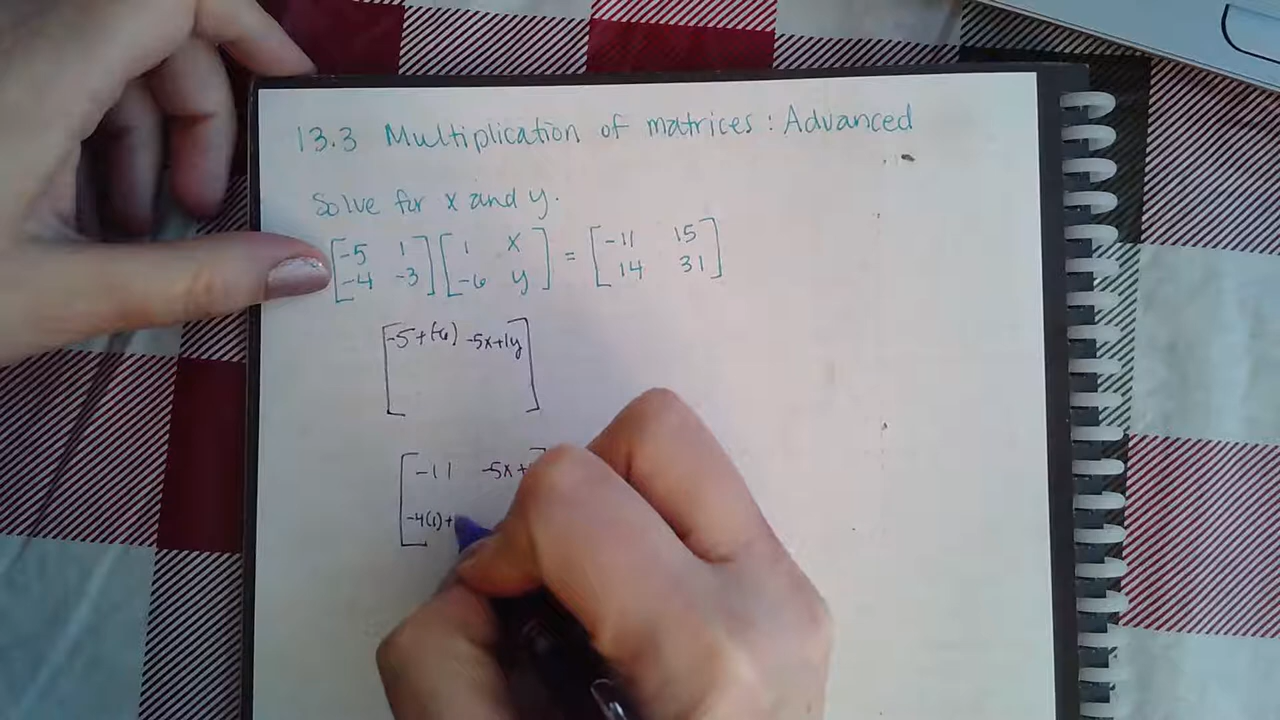 13.3 Multiplication of matrices : Advanced
Solve for x and y.
[-5 1] [1 x] = [-11 15]
[-4 -3] [-6 y] [14 31]
[-5+(-6) -5x+1y]
[-11 -5x+
-4(1)+